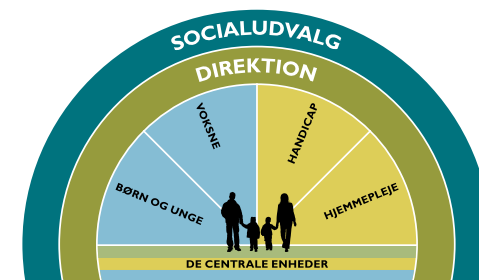 SOCIALUDVALG
DIREKTION
VOKSNE
HANDICAP
BØRN OG UNGE
HJEMMEPLEJE
DE CENTRALE ENHEDER